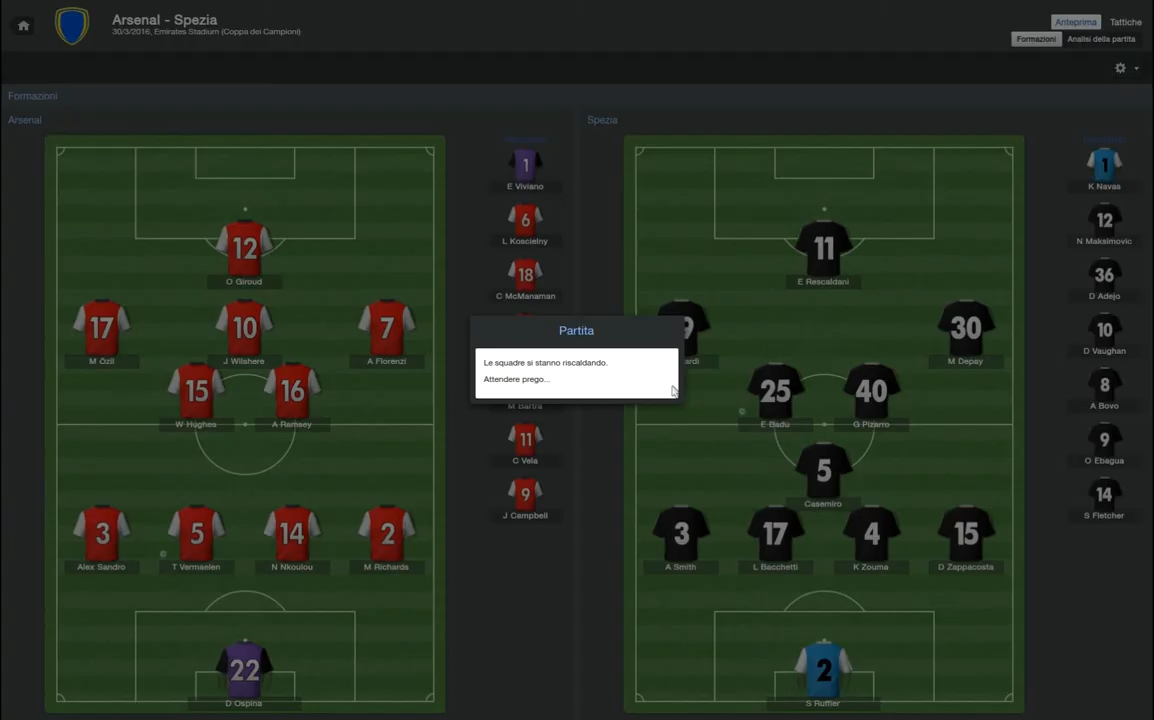 Arsenal - Spezia
30/3/2016, Emirates Stadium (Coppa dei Campioni)
Anteprima
Tattiche
Formazioni
Analisi della partita
Formazioni
Arsenal
12
O Giroud
17
M Özil
10
J Wilshere
7
A Florenzi
15
W Hughes
16
A Ramsey
3
Alex Sandro
5
T Vermaelen
14
N Nkoulou
2
M Richards
22
D Ospina
1
E Viviano
6
L Koscielny
18
C McManaman
M Bartra
11
C Vela
9
J Campbell
Partita
Le squadre si stanno riscaldando.
Attendere prego...
Spezia
11
E Rescaldani
30
M Depay
25
E Badu
40
G Pizarro
5
Casemiro
3
A Smith
17
L Bacchetti
4
K Zouma
15
D Zappacosta
2
S Ruffier
1
K Navas
12
N Maksimovic
36
D Adejo
10
D Vaughan
8
A Bovo
9
O Ebagua
14
S Fletcher